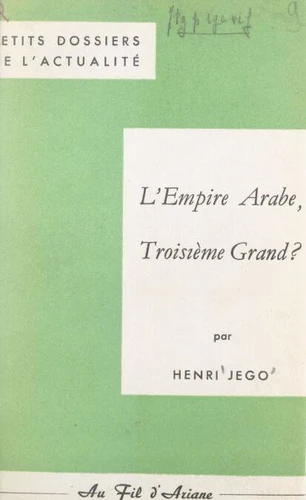 ETITS DOSSIERS
E L'ACTUALITÉ
L'Empire Arabe,
Troisième Grand?
par
HENRI JEGO
Au Fil d'Ariane